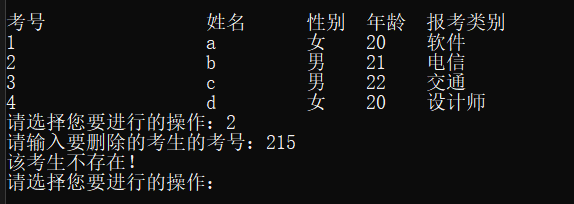 考号 姓名 性别 年龄 报考类别
1 a 女 20 软件
2 b 男 21 电信
3 c 男 22 交通
4 d 女 20 设计师
请选择您要进行的操作：2
请输入要删除的考生的考号：215
该考生不存在！
请选择您要进行的操作：